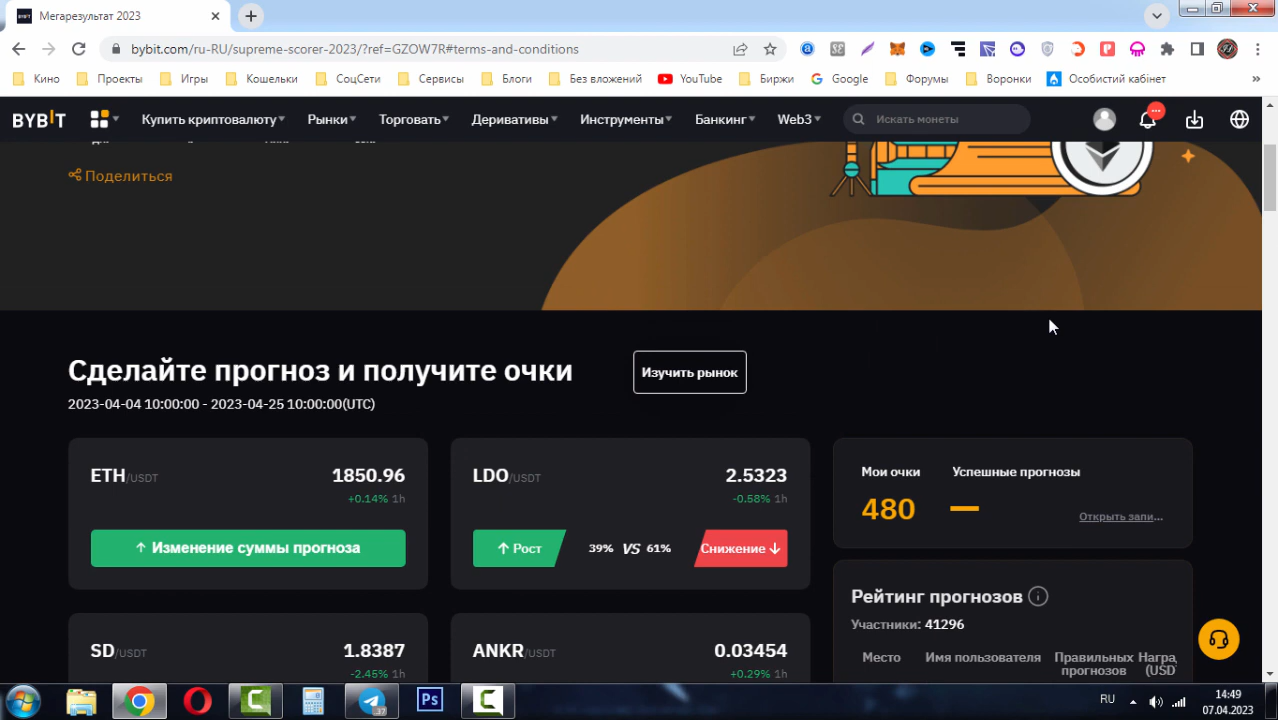 Мегарезультат 2023
bybit.com/ru-RU/supreme-scorer-2023/?ref=GZOW7R#terms-and-conditions
Кино Проекты Игры Кошельки СоцСети Сервисы Блоги Без вложений YouTube Биржи Google Форумы Воронки Особистий кабінет »
BYBIT Купить криптовалюту Рынки Торговать Деривативы Инструменты Банкинг Web3 Искать монеты
Поделиться
Сделайте прогноз и получите очки
Изучить рынок
2023-04-04 10:00:00 - 2023-04-25 10:00:00(UTC)
ETH/USDT 1850.96
+0.14% 1h
↑ Изменение суммы прогноза
LDO/USDT 2.5323
-0.58% 1h
↑ Рост 39% VS 61% Снижение ↓
Мои очки Успешные прогнозы
480 —
Открыть запи...
Рейтинг прогнозов
Участники: 41296
Место Имя пользователя Правильных прогнозов Награ, (USD
SD/USDT 1.8387
-2.45% 1h
ANKR/USDT 0.03454
+0.29% 1h
37 Ps RU 14:49
07.04.2023